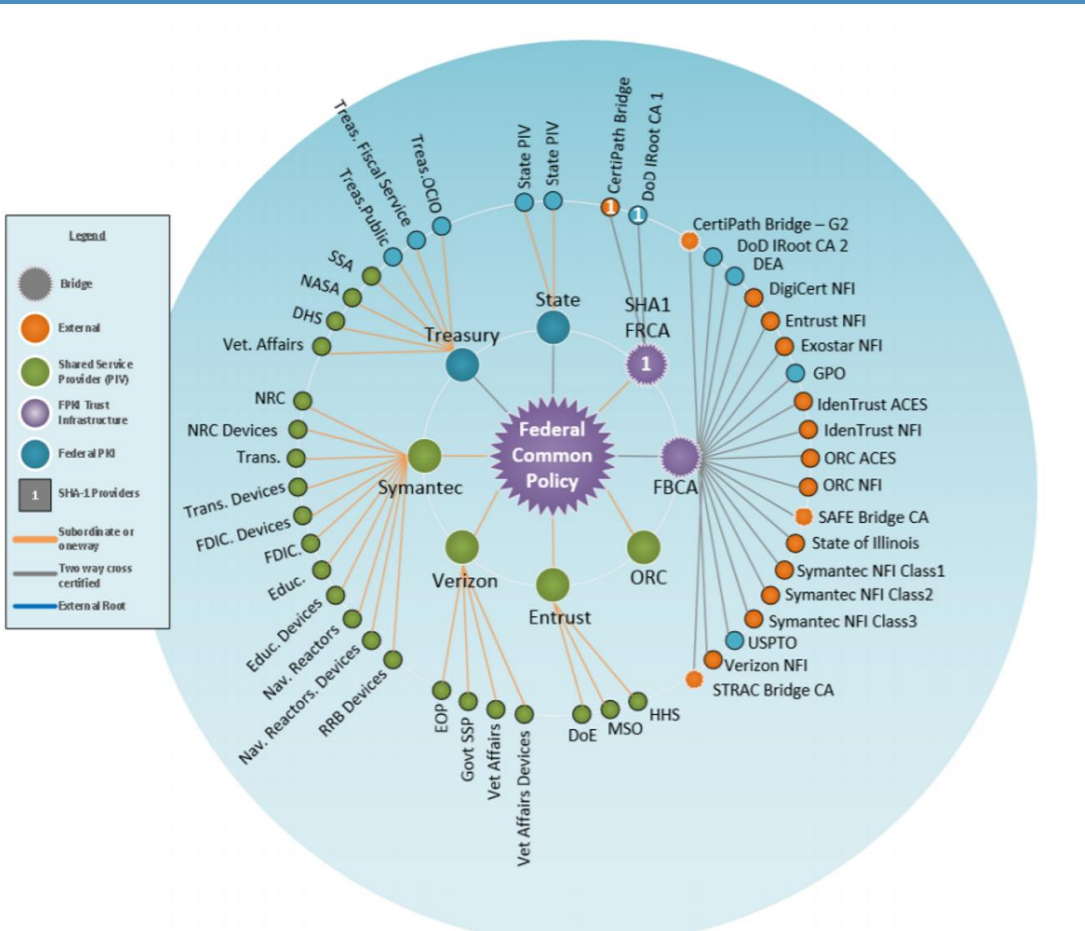 Legend
Bridge
External
Shared Service
Provider (PIV)
FPKI Trust
Infrastructure
Federal PKI
1
SHA-1 Providers
Subordinate or
oneway
Two way cross
certified
External Root
Federal
Common
Policy
State
SHA1
FRCA
1
FBCA
ORC
Entrust
Verizon
Symantec
Treasury
State PIV
State PIV
1
CertiPath Bridge
1
DoD IRoot CA 1
CertiPath Bridge – G2
DoD IRoot CA 2
DEA
DigiCert NFI
Entrust NFI
Exostar NFI
GPO
IdenTrust ACES
IdenTrust NFI
ORC ACES
ORC NFI
SAFE Bridge CA
State of Illinois
Symantec NFI Class1
Symantec NFI Class2
Symantec NFI Class3
USPTO
Verizon NFI
STRAC Bridge CA
HHS
MSO
DoE
Vet Affairs Devices
Vet Affairs
Govt SSP
EOP
RRB Devices
Nav. Reactors. Devices
Nav. Reactors
Educ. Devices
Educ.
FDIC.
FDIC. Devices
Trans. Devices
Trans.
NRC Devices
NRC
Vet. Affairs
DHS
NASA
SSA
Treas.Public
Treas. Fiscal Service
Treas.OCIO